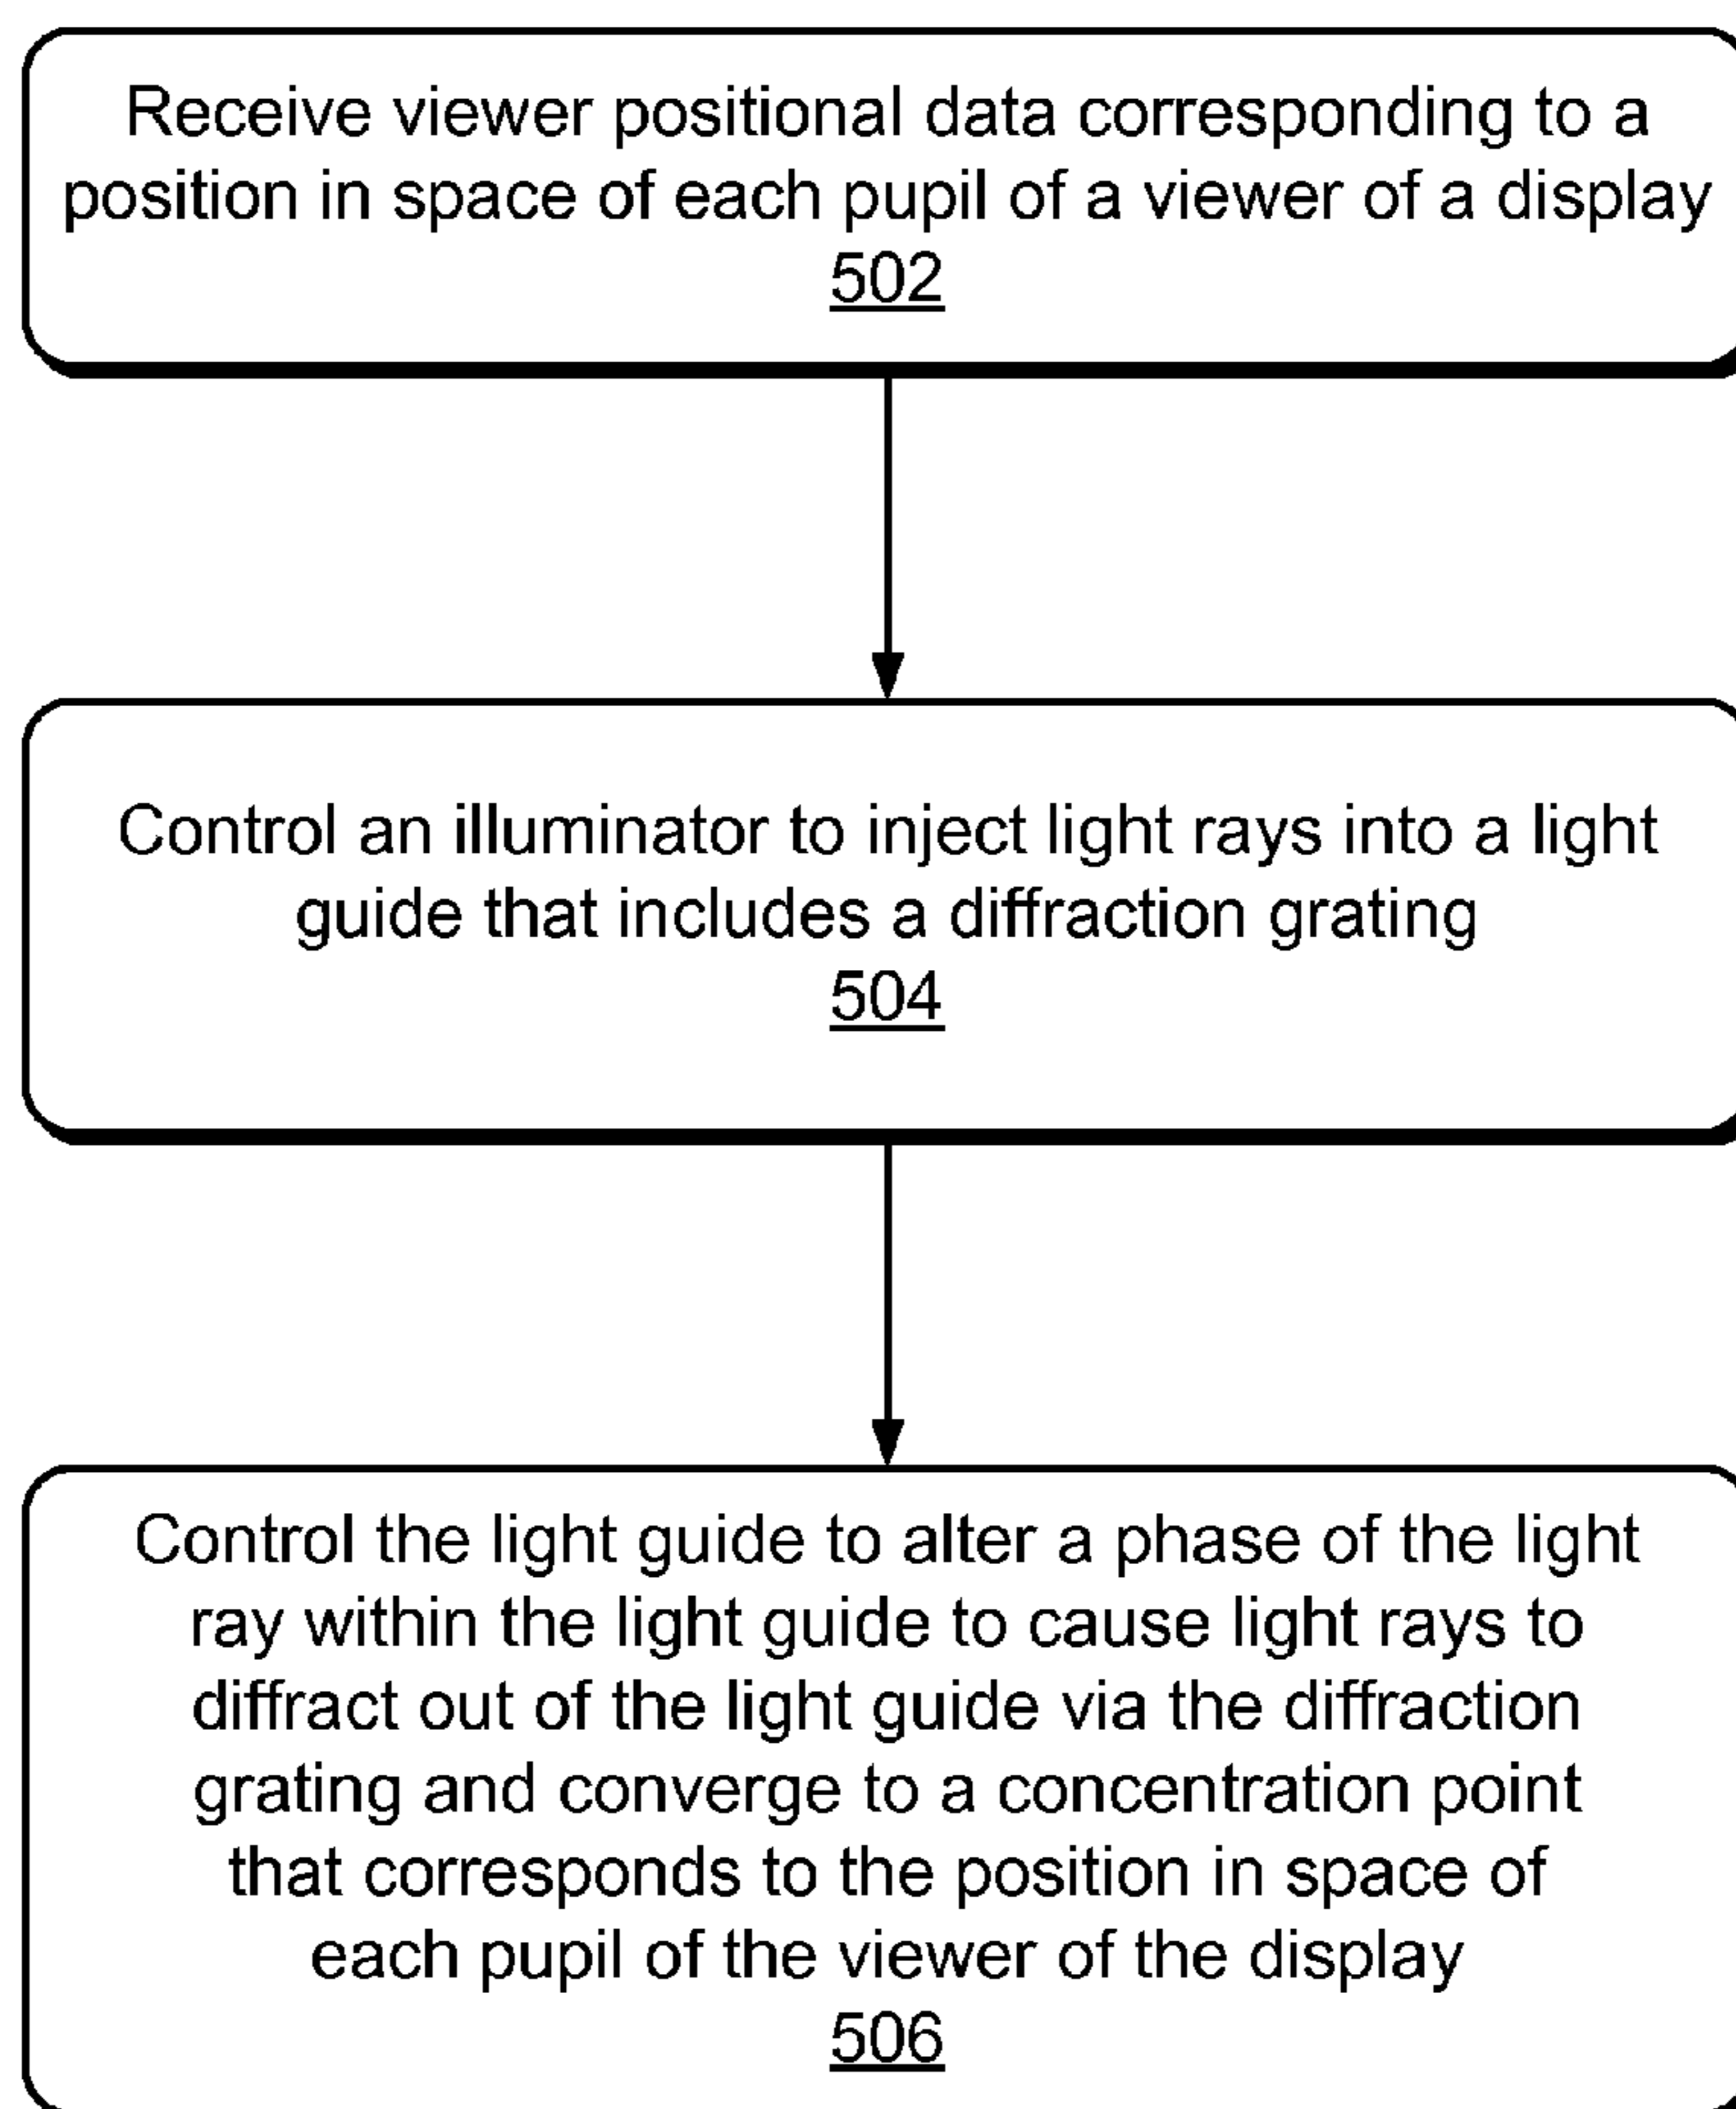 Receive viewer positional data corresponding to a
position in space of each pupil of a viewer of a display
502
Control an illuminator to inject light rays into a light
guide that includes a diffraction grating
504
Control the light guide to alter a phase of the light
ray within the light guide to cause light rays to
diffract out of the light guide via the diffraction
grating and converge to a concentration point
that corresponds to the position in space of
each pupil of the viewer of the display
506